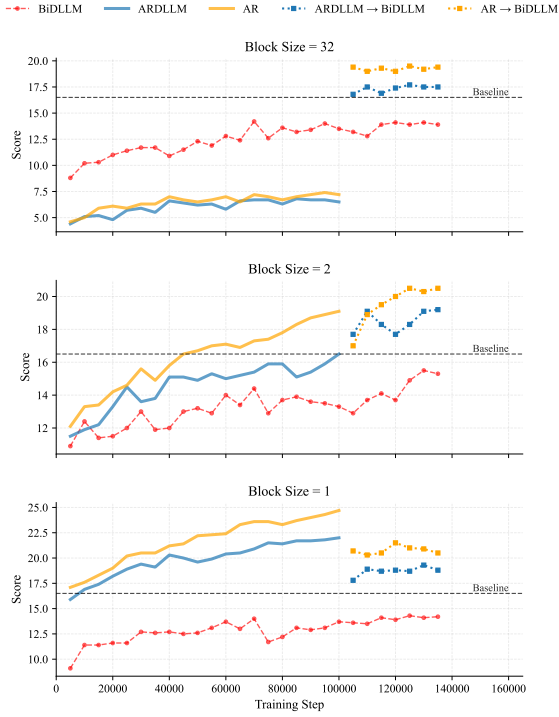 BiDLLM ARDLLM AR ARDLLM → BiDLLM AR → BiDLLM
Block Size = 32
20.0
17.5
15.0
12.5
10.0
7.5
5.0
Score
Baseline
Block Size = 2
20
18
16
14
12
Score
Baseline
Block Size = 1
25.0
22.5
20.0
17.5
15.0
12.5
10.0
Score
Baseline
0 20000 40000 60000 80000 100000 120000 140000 160000
Training Step